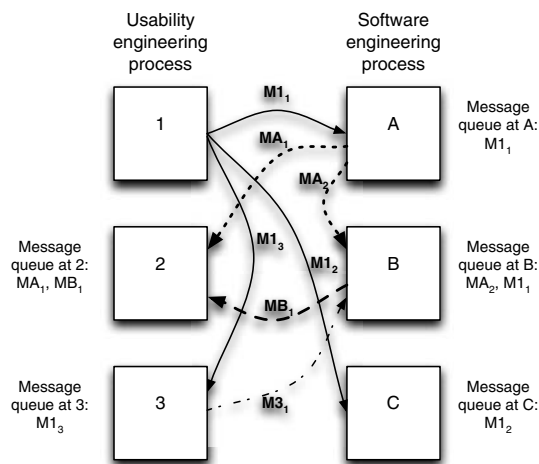 Usability
engineering
process
Software
engineering
process
1
M1₁
A
Message
queue at A:
M1₁
MA₁
MA₂
Message
queue at 2:
MA₁, MB₁
2
M1₃
M1₂
B
Message
queue at B:
MA₂, M1₁
MB₁
Message
queue at 3:
M1₃
3
M3₁
C
Message
queue at C:
M1₂